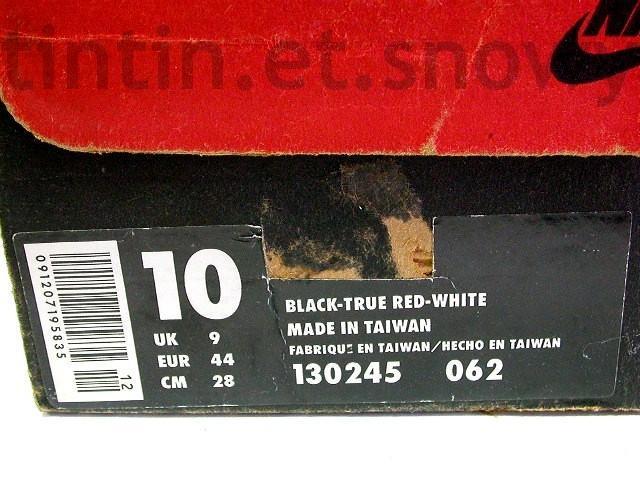 tintin.et.snowy
10
UK 9
EUR 44
CM 28
BLACK-TRUE RED-WHITE
MADE IN TAIWAN
FABRIQUE EN TAIWAN/HECHO EN TAIWAN
130245 062
091207195835
12